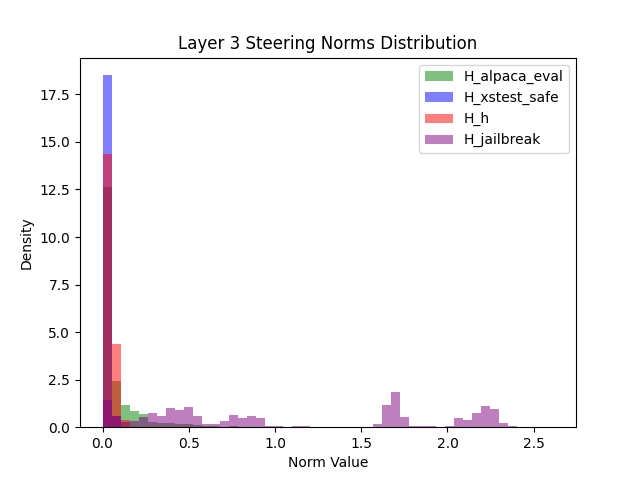 Layer 3 Steering Norms Distribution
H_alpaca_eval
H_xstest_safe
H_h
H_jailbreak
Density
17.5
15.0
12.5
10.0
7.5
5.0
2.5
0.0
0.0 0.5 1.0 1.5 2.0 2.5
Norm Value